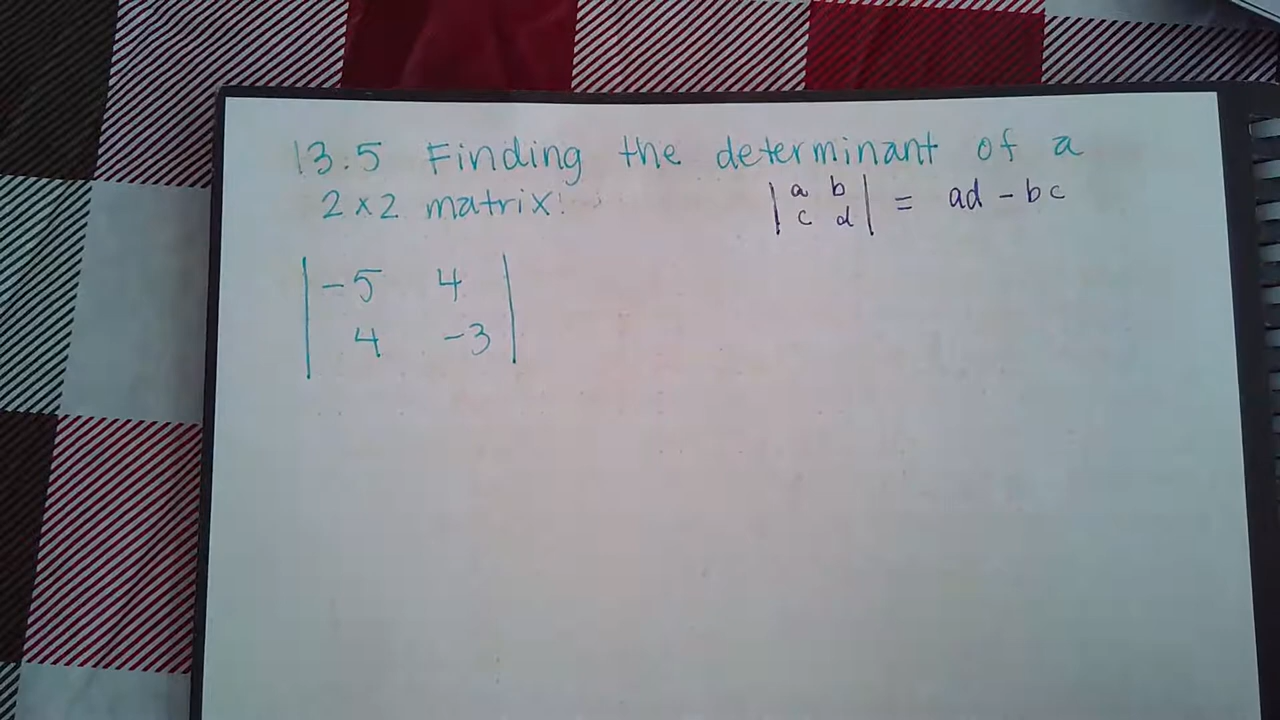 13.5 Finding the determinant of a
2×2 matrix:
|a b|
|c d| = ad - bc
|-5 4|
|4 -3|